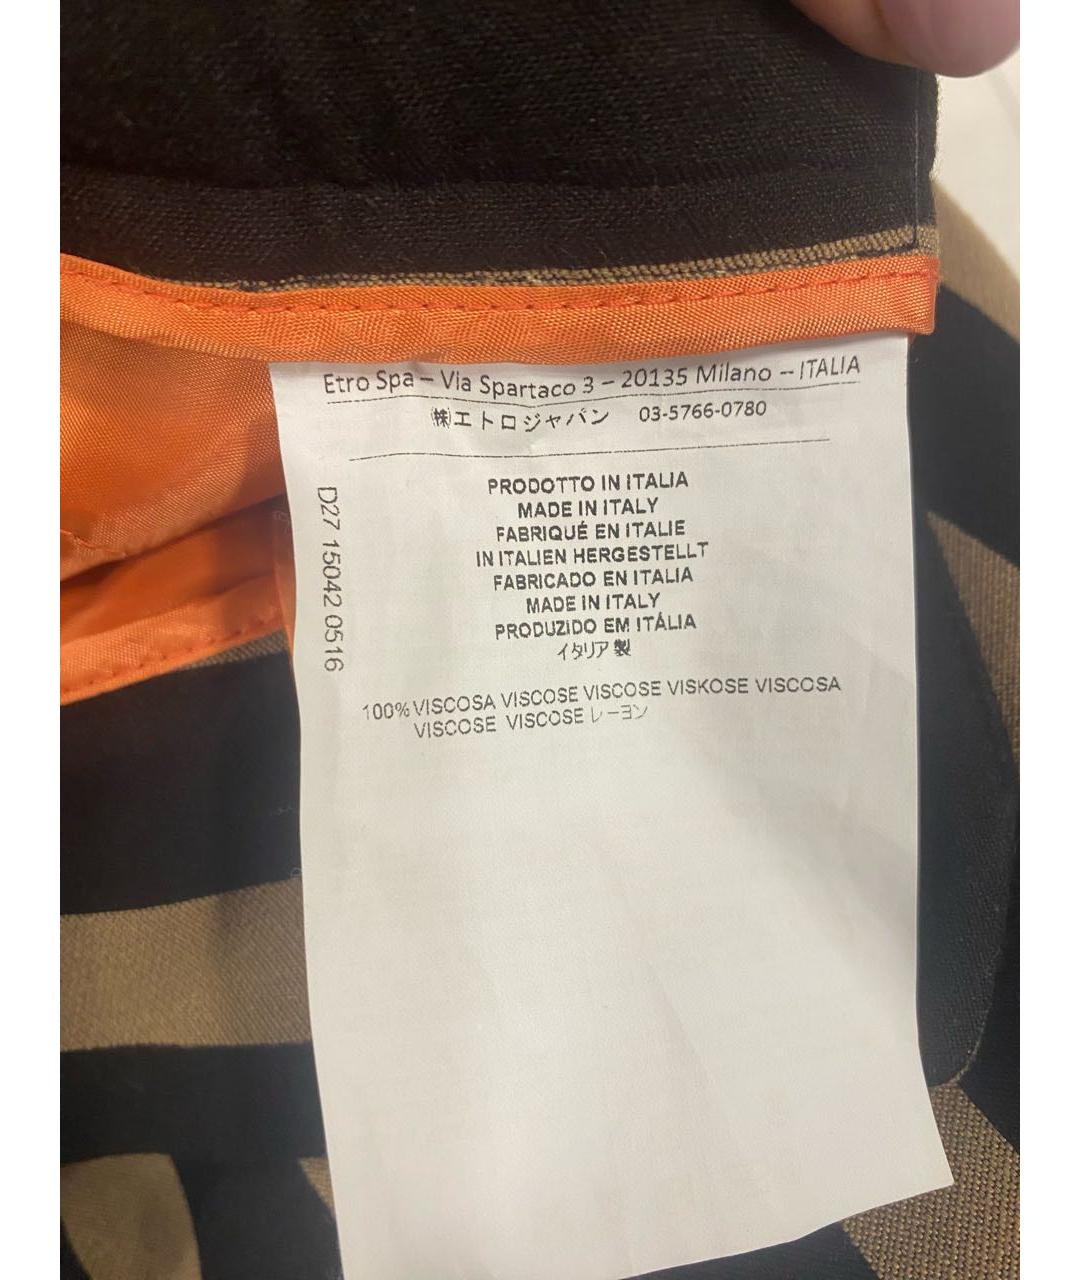 Etro Spa – Via Spartaco 3 – 20135 Milano – ITALIA
㈱エトロジャパン 03-5766-0780
D27 15042 0516
PRODOTTO IN ITALIA
MADE IN ITALY
FABRIQUÉ EN ITALIE
IN ITALIEN HERGESTELLT
FABRICADO EN ITALIA
MADE IN ITALY
PRODUZIDO EM ITÁLIA
イタリア製
100% VISCOSA VISCOSE VISCOSE VISKOSE VISCOSA
VISCOSE VISCOSE レーヨン